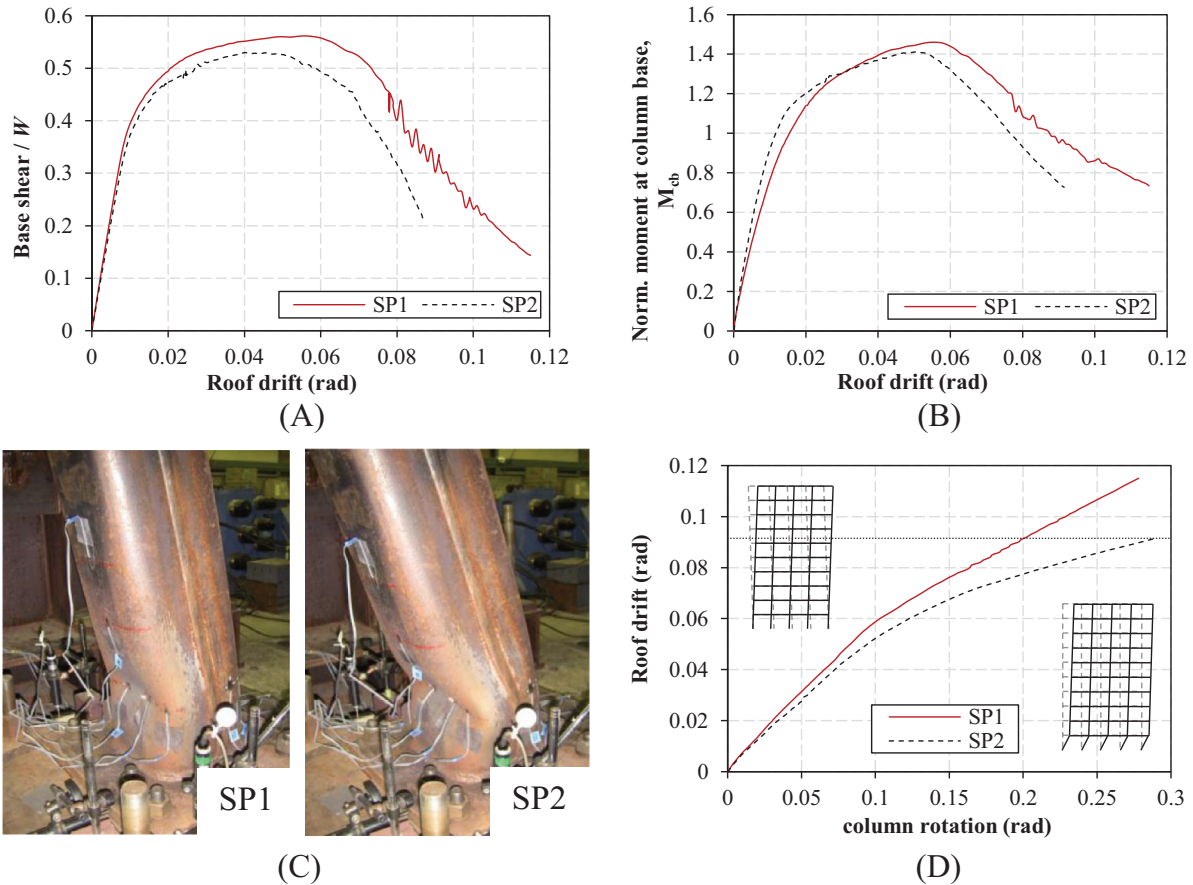 0.6
0.5
0.4
0.3
0.2
0.1
0
Base shear / W
SP1 SP2
0 0.02 0.04 0.06 0.08 0.1 0.12
Roof drift (rad)
(A)
1.6
1.4
1.2
1
0.8
0.6
0.4
0.2
0
Norm. moment at column base,
Mcb
SP1 SP2
0 0.02 0.04 0.06 0.08 0.1 0.12
Roof drift (rad)
(B)
SP1
SP2
(C)
0.12
0.1
0.08
0.06
0.04
0.02
0
Roof drift (rad)
SP1
SP2
0 0.05 0.1 0.15 0.2 0.25 0.3
column rotation (rad)
(D)